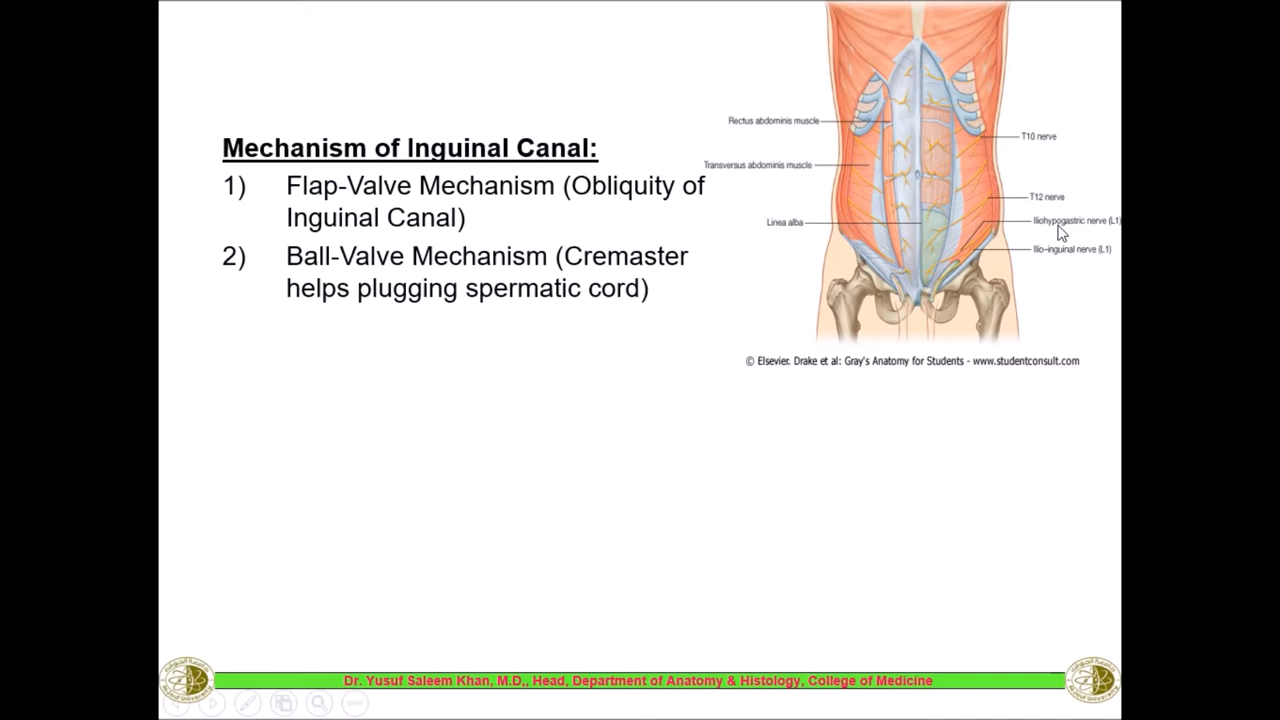 Mechanism of Inguinal Canal:
1) Flap-Valve Mechanism (Obliquity of
Inguinal Canal)
2) Ball-Valve Mechanism (Cremaster
helps plugging spermatic cord)
Rectus abdominis muscle
Transversus abdominis muscle
Linea alba
T10 nerve
T12 nerve
Iliohypogastric nerve (L1)
Ilio-inguinal nerve (L1)
© Elsevier. Drake et al: Gray's Anatomy for Students - www.studentconsult.com
Dr. Yusuf Saleem Khan, M.D,, Head, Department of Anatomy & Histology, College of Medicine